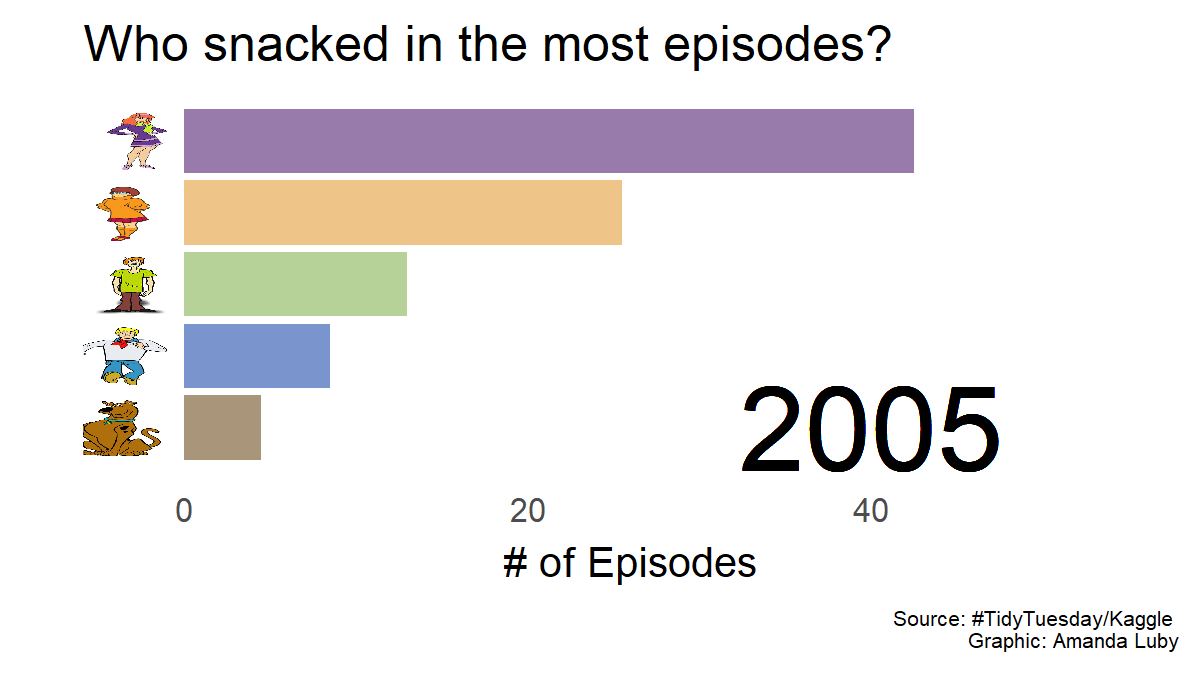 Who snacked in the most episodes?
2005
0 20 40
# of Episodes
Source: #TidyTuesday/Kaggle
Graphic: Amanda Luby